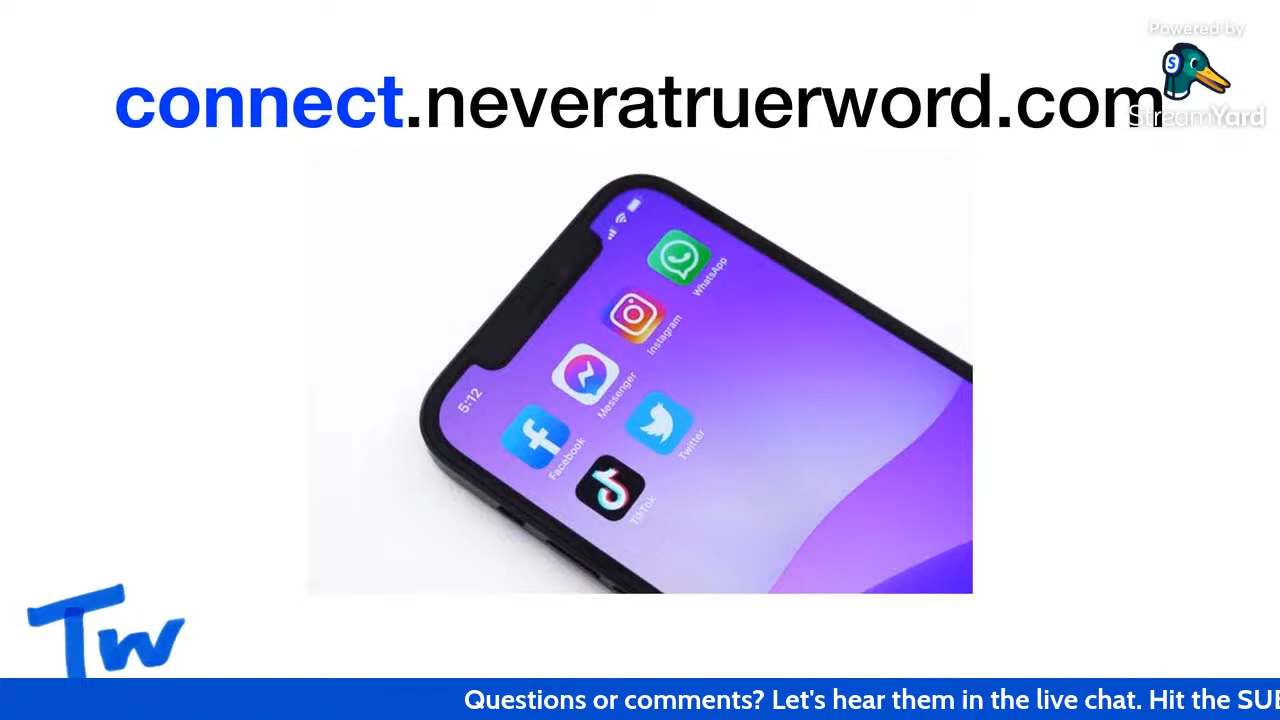 Powered by
connect.neveratruerword.com
StreamYard
WhatsApp
Instagram
Messenger
Facebook
Twitter
TikTok
5:12
Tw
Questions or comments? Let's hear them in the live chat. Hit the SUB